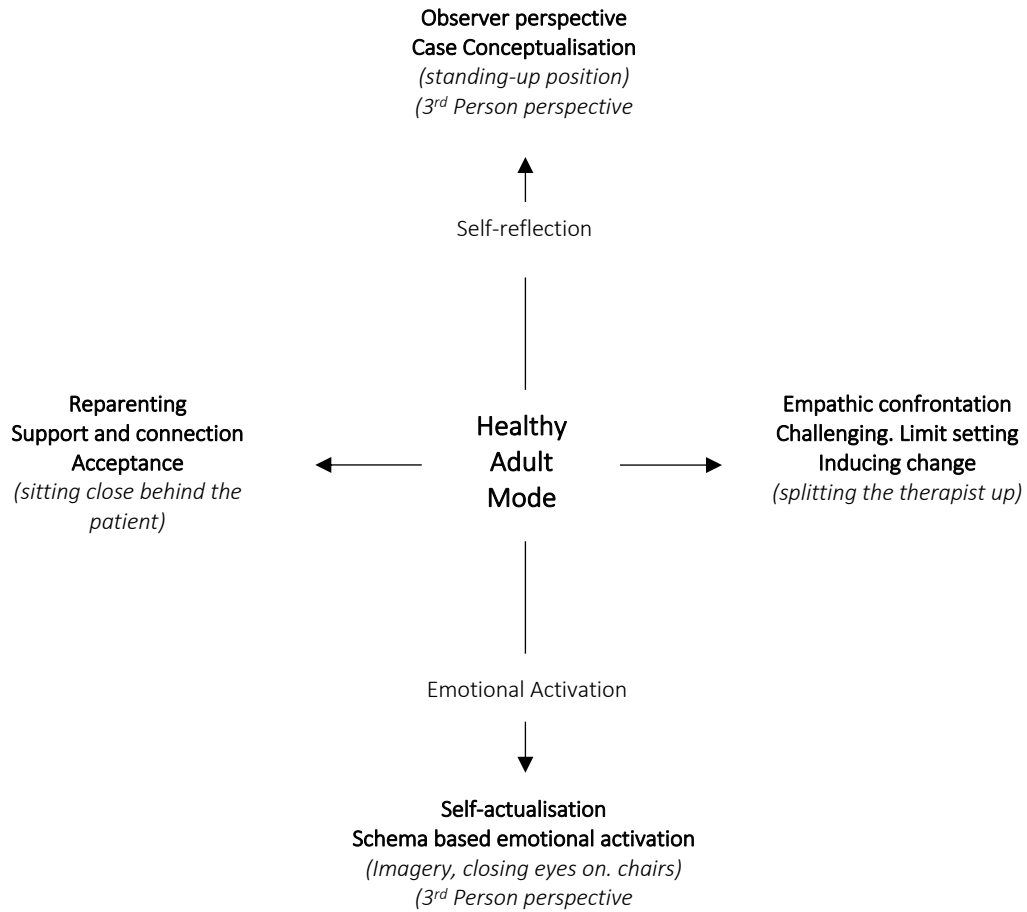 Observer perspective
Case Conceptualisation
(standing-up position)
(3rd Person perspective
Self-reflection
Reparenting
Support and connection
Acceptance
(sitting close behind the
patient)
Healthy
Adult
Mode
Empathic confrontation
Challenging. Limit setting
Inducing change
(splitting the therapist up)
Emotional Activation
Self-actualisation
Schema based emotional activation
(Imagery, closing eyes on. chairs)
(3rd Person perspective